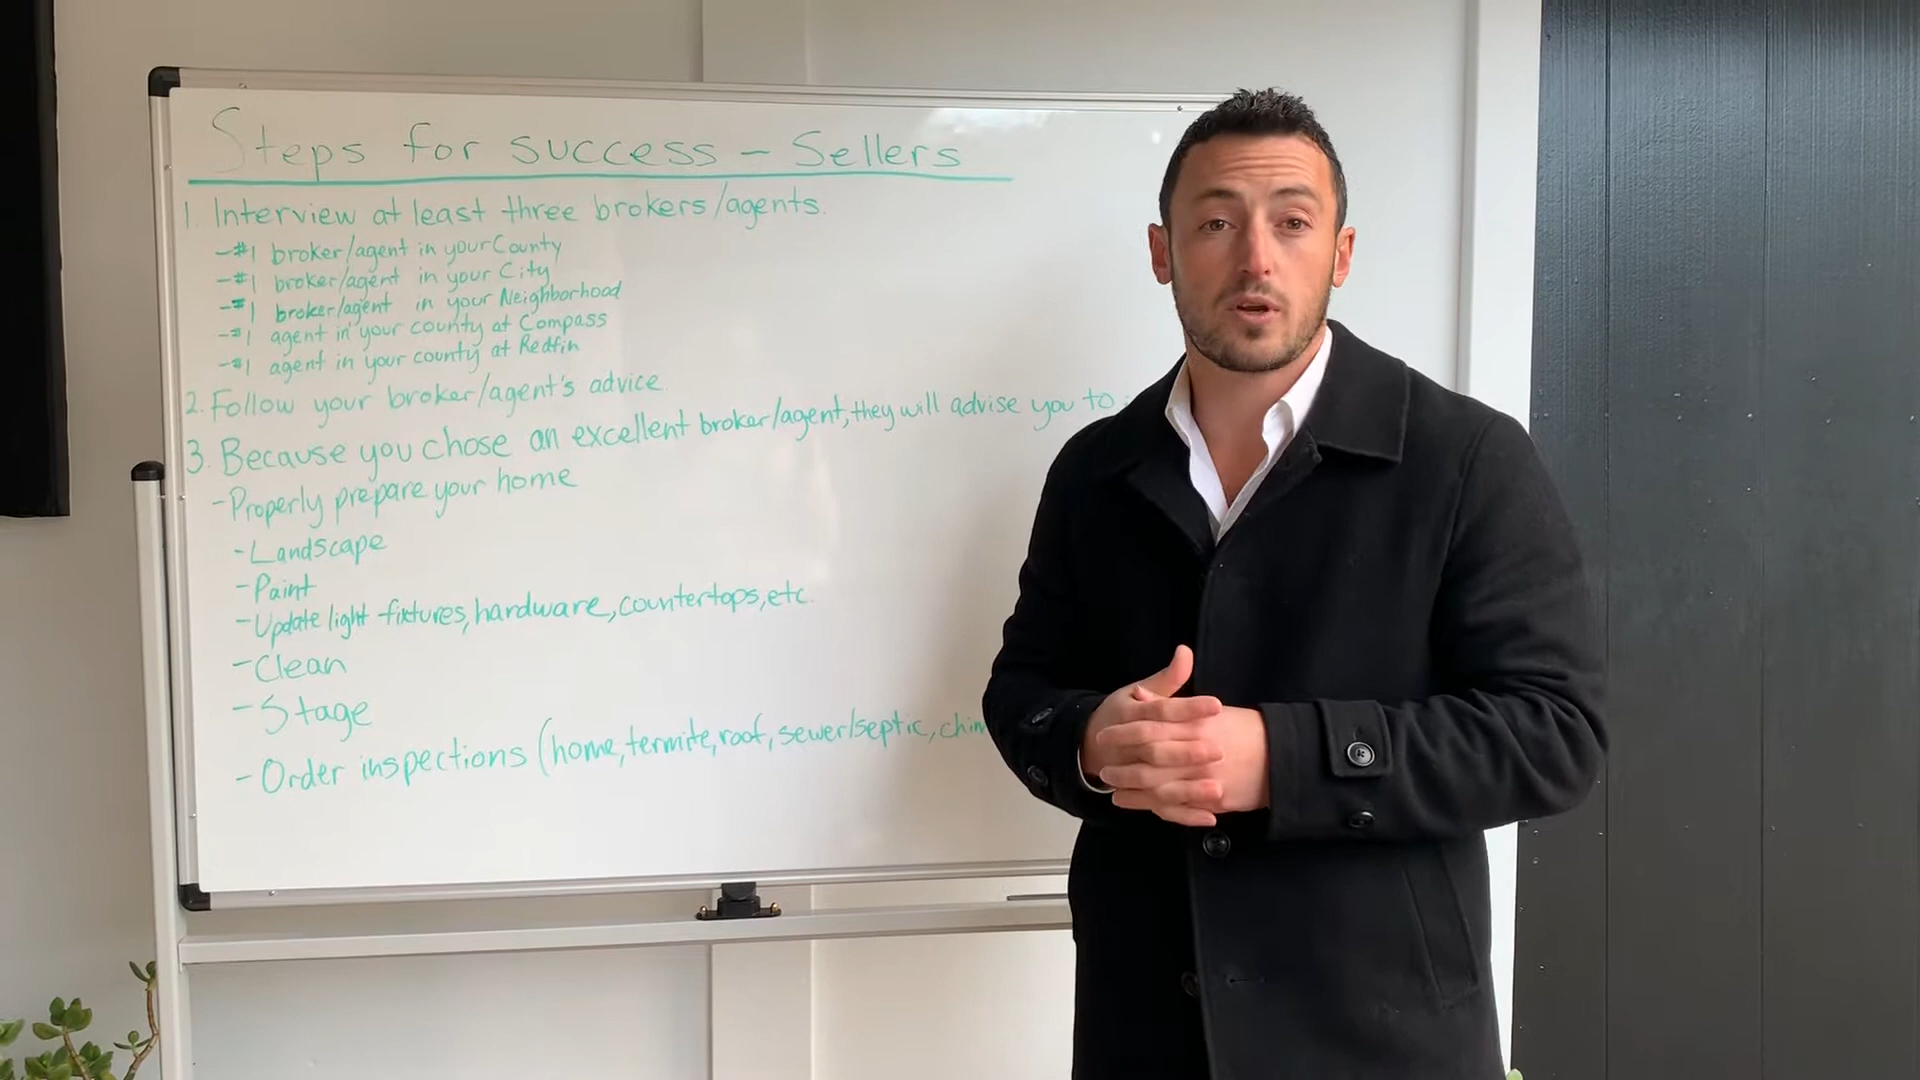 Steps for success - Sellers
1. Interview at least three brokers/agents.
-#1 broker/agent in your County
-#1 broker/agent in your City
-#1 broker/agent in your Neighborhood
-#1 agent in your county at Compass
-#1 agent in your county at Redfin
2. Follow your broker/agent's advice.
3. Because you chose an excellent broker/agent, they will advise you to
-Properly prepare your home
-Landscape
-Paint
-Update light fixtures, hardware, countertops, etc.
-Clean
-Stage
-Order inspections (home, termite, roof, sewer/septic,